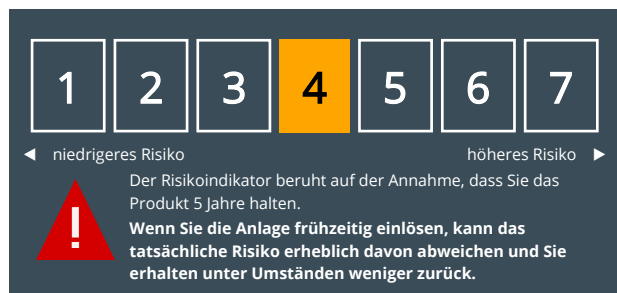 1 2 3 4 5 6 7
◄ niedrigeres Risiko höheres Risiko ►
Der Risikoindikator beruht auf der Annahme, dass Sie das
Produkt 5 Jahre halten.
Wenn Sie die Anlage frühzeitig einlösen, kann das
tatsächliche Risiko erheblich davon abweichen und Sie
erhalten unter Umständen weniger zurück.
!